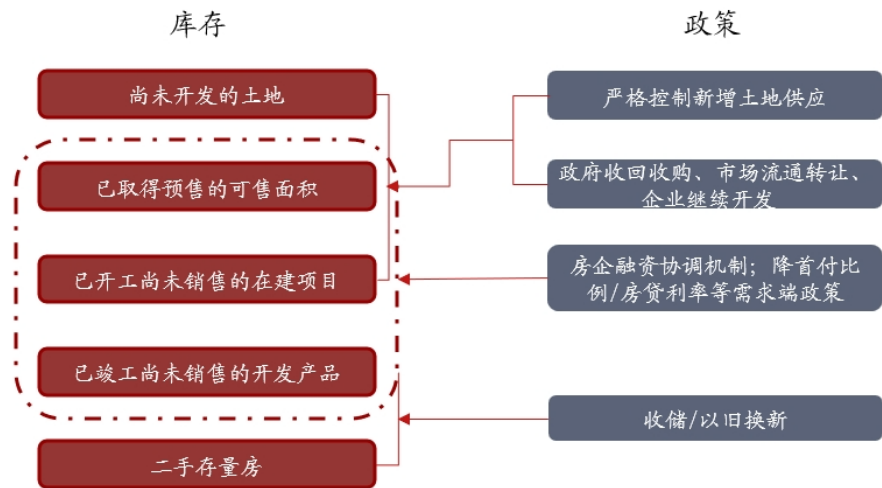 库存
政策
尚未开发的土地
严格控制新增土地供应
已取得预售的可售面积
政府收回收购、市场流通转让、
企业继续开发
已开工尚未销售的在建项目
房企融资协调机制；降首付比
例/房贷利率等需求端政策
已竣工尚未销售的开发产品
收储/以旧换新
二手存量房